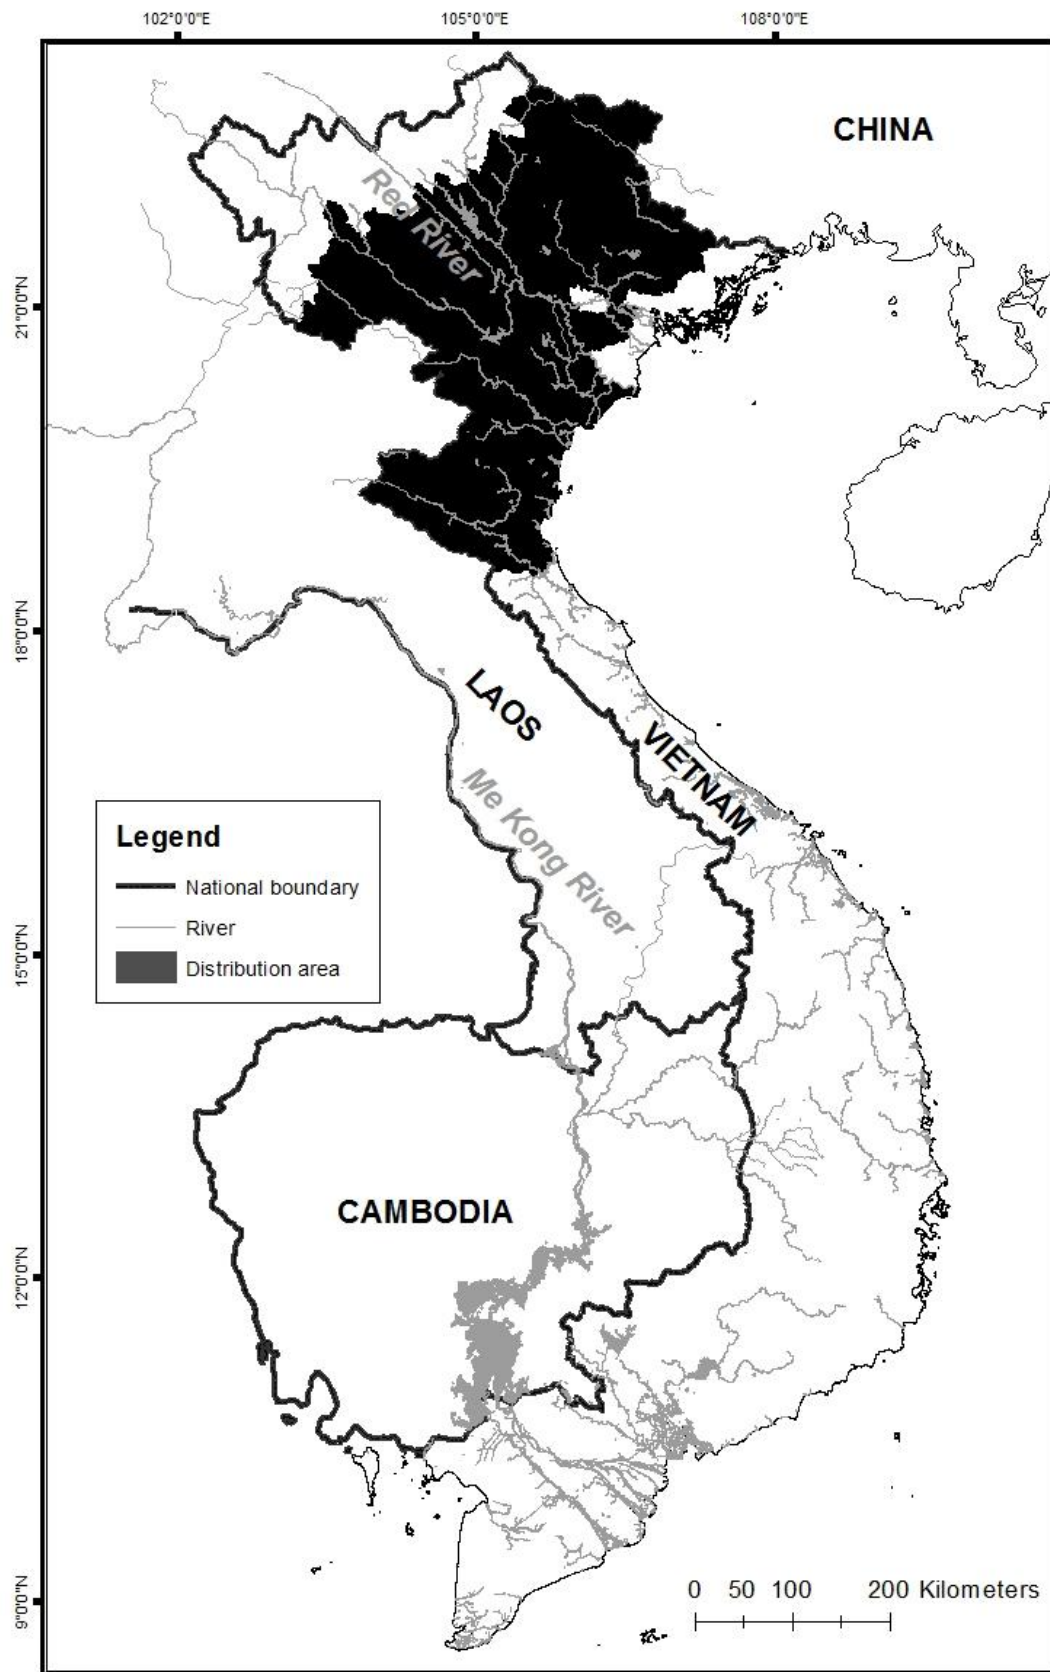 102°0'0"E 105°0'0"E 108°0'0"E
CHINA
Red River
21°0'0"N
18°0'0"N
LAOS
VIETNAM
Me Kong River
Legend
National boundary
River
Distribution area
15°0'0"N
CAMBODIA
12°0'0"N
0 50 100 200 Kilometers
9°0'0"N